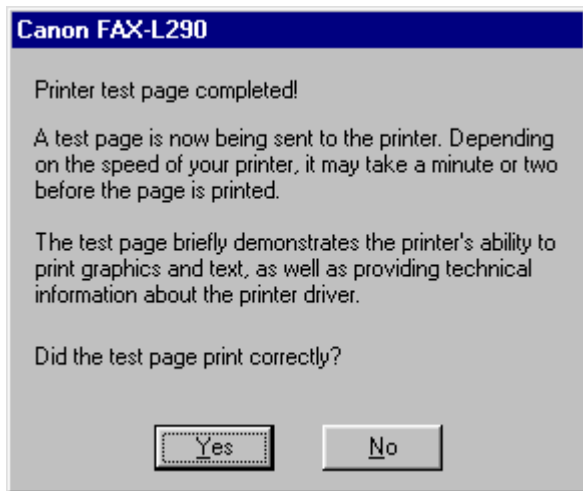 Canon FAX-L290
Printer test page completed!
A test page is now being sent to the printer. Depending
on the speed of your printer, it may take a minute or two
before the page is printed.
The test page briefly demonstrates the printer's ability to
print graphics and text, as well as providing technical
information about the printer driver.
Did the test page print correctly?
Yes
No